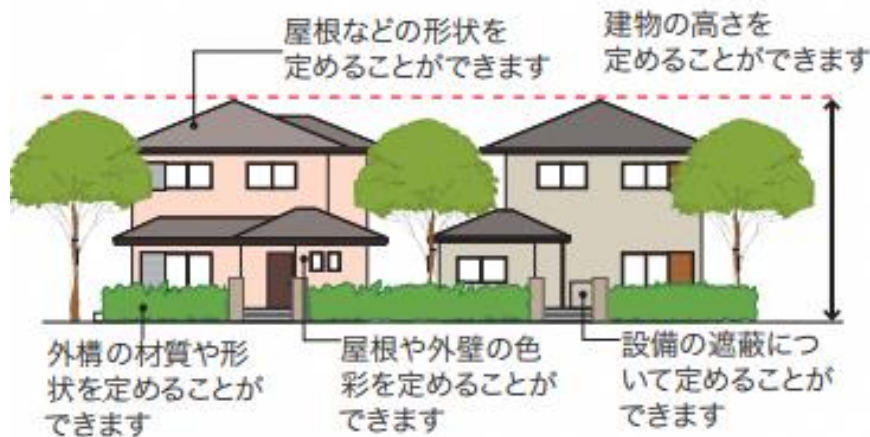 屋根などの形状を
定めることができます
建物の高さを
定めることができます
外構の材質や形
状を定めることが
できます
屋根や外壁の色
彩を定めることが
できます
設備の遮蔽につ
いて定めることが
できます